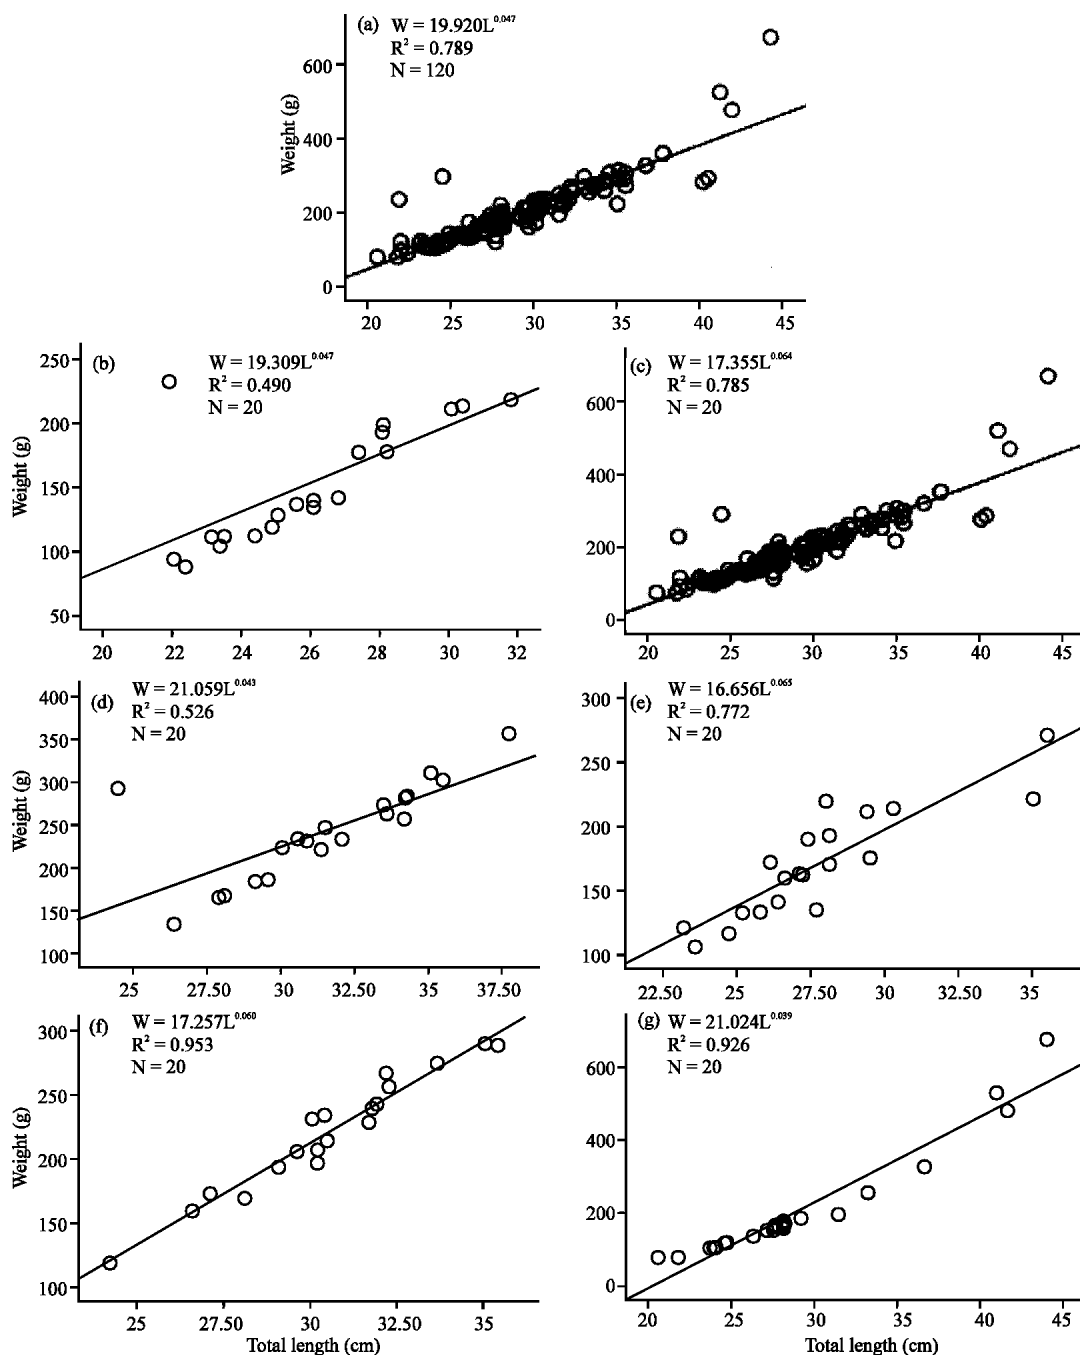 (a) W = 19.920L^0.047
R² = 0.789
N = 120
Weight (g)
600
400
200
0
20 25 30 35 40 45
(b) W = 19.309L^0.047
R² = 0.490
N = 20
Weight (g)
250
200
150
100
50
20 22 24 26 28 30 32
(c) W = 17.355L^0.064
R² = 0.785
N = 20
600
400
200
0
20 25 30 35 40 45
(d) W = 21.059L^0.043
R² = 0.526
N = 20
Weight (g)
400
350
300
250
200
150
100
25 27.50 30 32.50 35 37.50
(e) W = 16.656L^0.065
R² = 0.772
N = 20
300
250
200
150
100
22.50 25 27.50 30 32.50 35
(f) W = 17.257L^0.060
R² = 0.953
N = 20
Weight (g)
300
250
200
150
100
25 27.50 30 32.50 35
Total length (cm)
(g) W = 21.024L^0.039
R² = 0.926
N = 20
600
400
200
0
20 25 30 35 40 45
Total length (cm)